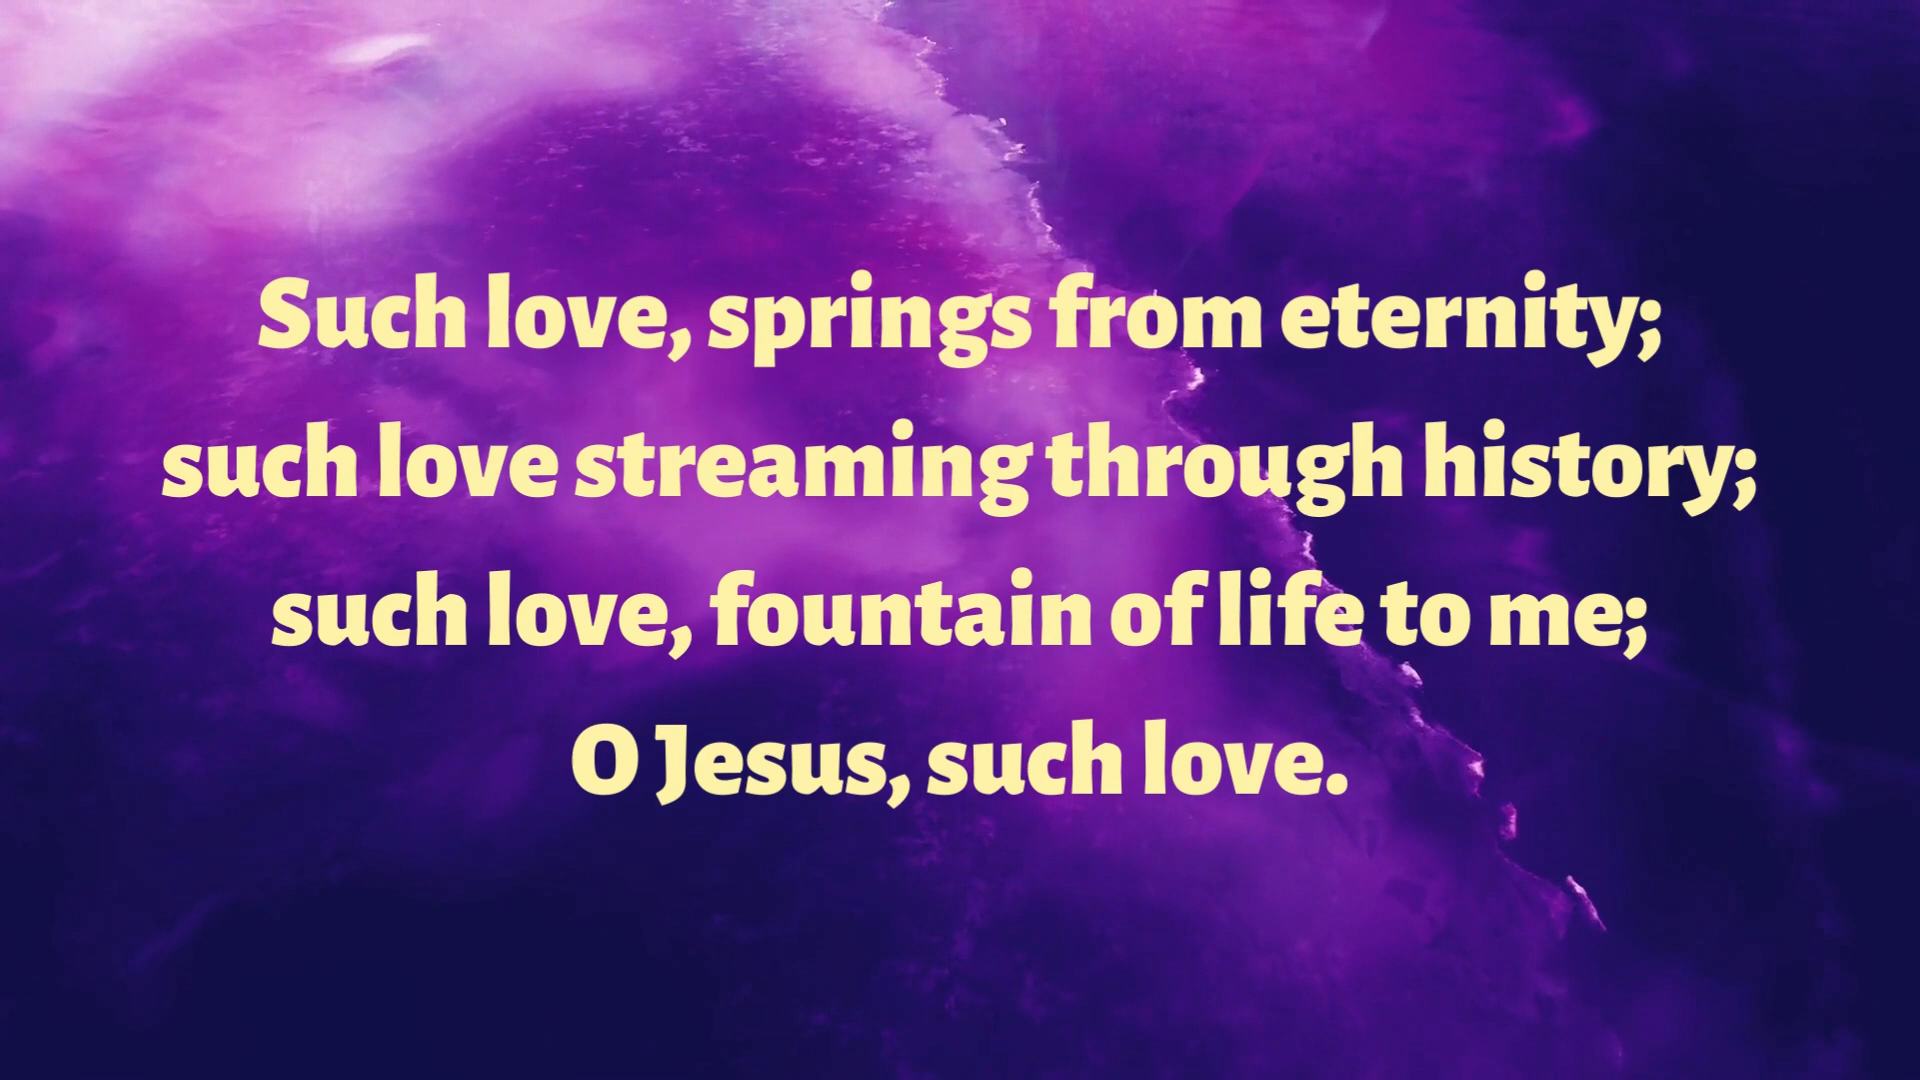 Such love, springs from eternity;
such love streaming through history;
such love, fountain of life to me;
O Jesus, such love.